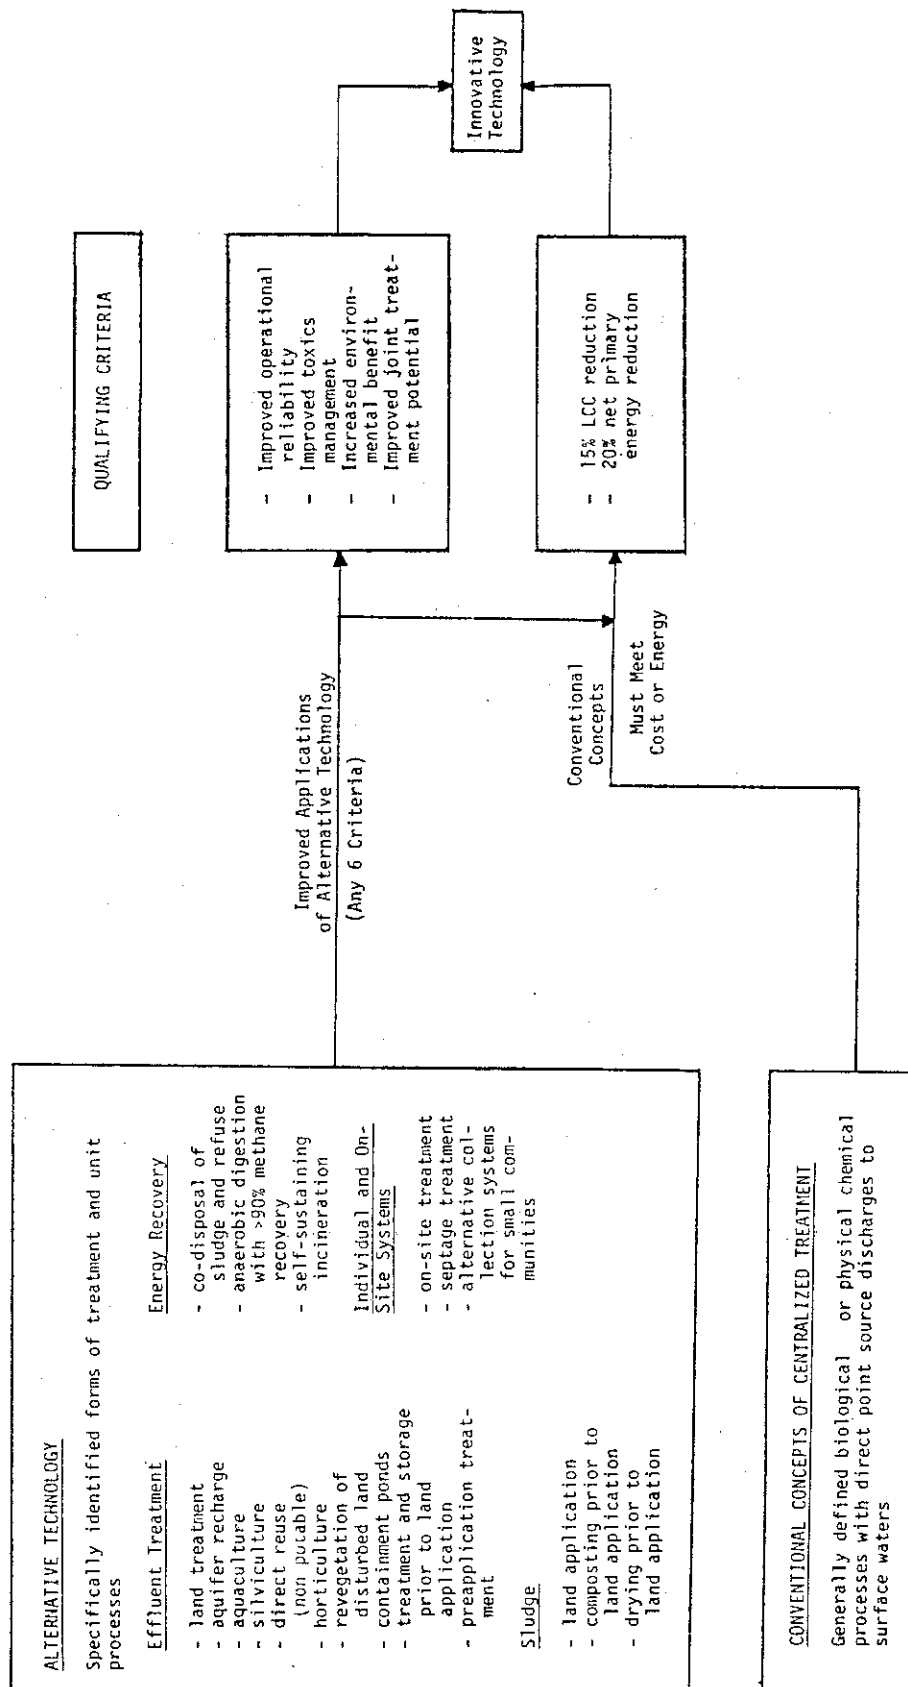 ALTERNATIVE TECHNOLOGY
Specifically identified forms of treatment and unit
processes
Effluent Treatment
- land treatment
- aquifer recharge
- aquaculture
- silviculture
- direct reuse
(non potable)
- horticulture
- revegetation of
disturbed land
- containment ponds
- treatment and storage
prior to land
application
- preapplication treat-
ment
Sludge
- land application
- composting prior to
land application
- drying prior to
land application
Energy Recovery
- co-disposal of
sludge and refuse
- anaerobic digestion
with >90% methane
recovery
- self-sustaining
incineration
Individual and On-
Site Systems
- on-site treatment
- septage treatment
- alternative col-
lection systems
for small com-
munities
CONVENTIONAL CONCEPTS OF CENTRALIZED TREATMENT
Generally defined biological or physical chemical
processes with direct point source discharges to
surface waters
Improved Applications
of Alternative Technology
(Any 6 Criteria)
Conventional
Concepts
Must Meet
Cost or Energy
QUALIFYING CRITERIA
- Improved operational
reliability
- Improved toxics
management
- Increased environ-
mental benefit
- Improved joint treat-
ment potential
- 15% LCC reduction
- 20% net primary
energy reduction
Innovative
Technology